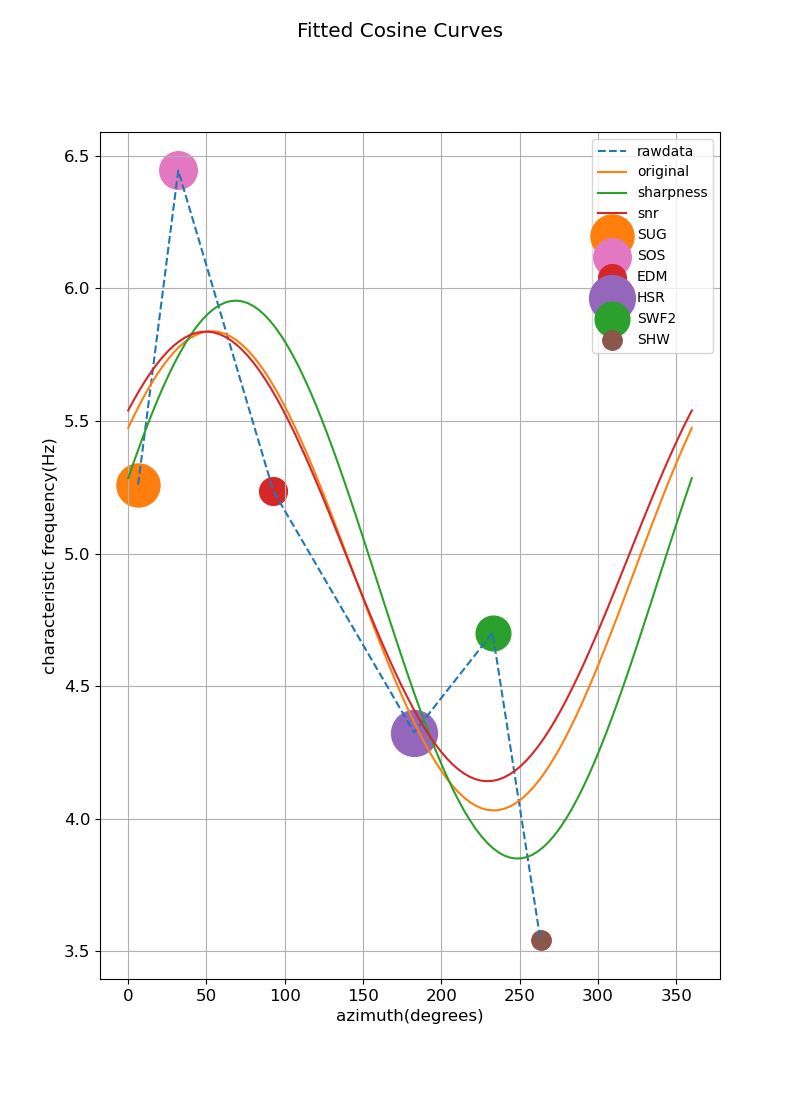 Fitted Cosine Curves
6.5
6.0
5.5
5.0
4.5
4.0
3.5
characteristic frequency(Hz)
rawdata
original
sharpness
snr
SUG
SOS
EDM
HSR
SWF2
SHW
0 50 100 150 200 250 300 350
azimuth(degrees)